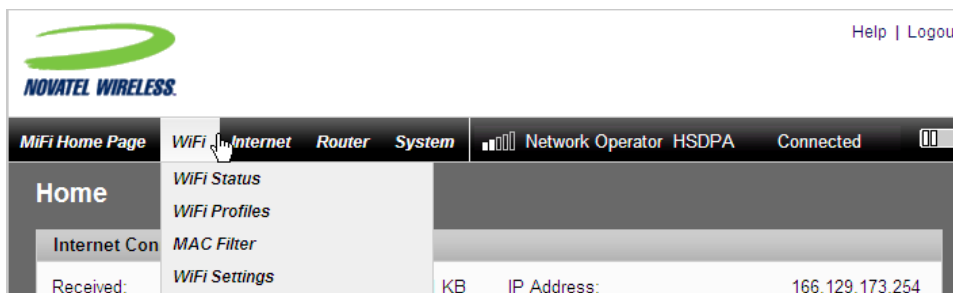 Help | Logou
NOVATEL WIRELESS.
MiFi Home Page WiFi Internet Router System Network Operator HSDPA Connected
WiFi Status
Home
WiFi Profiles
Internet Con MAC Filter
WiFi Settings
Received: KB IP Address: 166.129.173.254